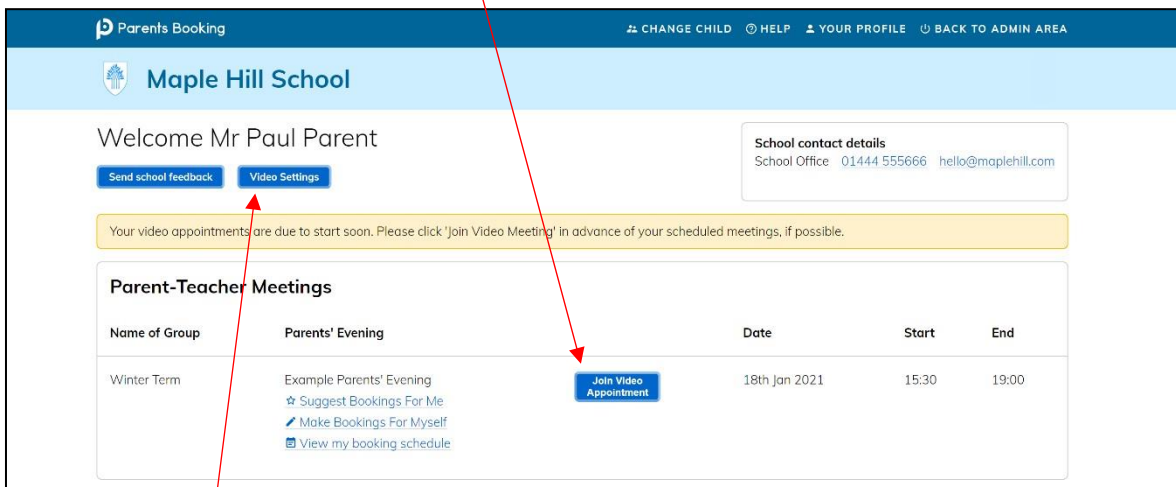 Parents Booking CHANGE CHILD HELP YOUR PROFILE BACK TO ADMIN AREA
Maple Hill School
Welcome Mr Paul Parent
Send school feedback Video Settings
School contact details
School Office 01444 555666 hello@maplehill.com
Your video appointments are due to start soon. Please click 'Join Video Meeting' in advance of your scheduled meetings, if possible.
Parent-Teacher Meetings
Name of Group Parents' Evening Date Start End
Winter Term Example Parents' Evening Join Video Appointment 18th Jan 2021 15:30 19:00
Suggest Bookings For Me
Make Bookings For Myself
View my booking schedule